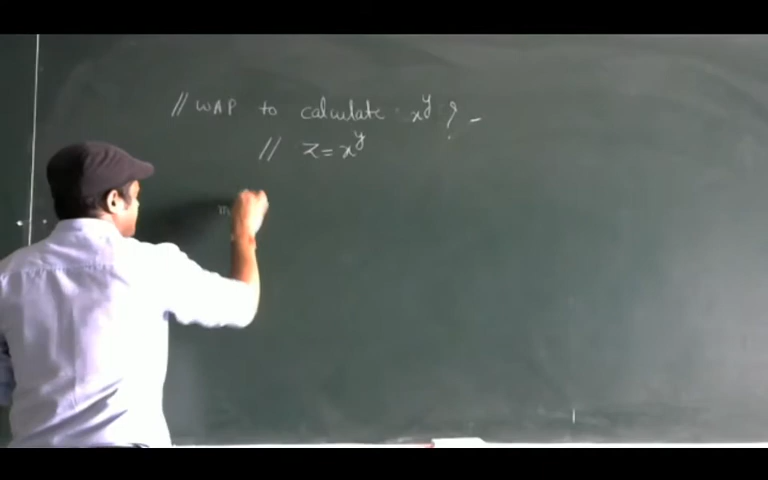 // WAP to calculate x^y ? -
// z = x^y
m